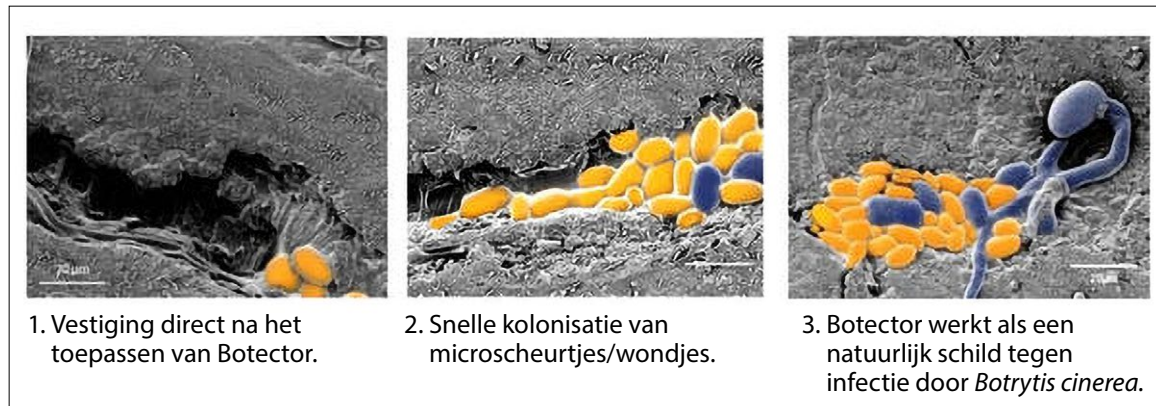 1. Vestiging direct na het
toepassen van Botector.
2. Snelle kolonisatie van
microscheurtjes/wondjes.
3. Botector werkt als een
natuurlijk schild tegen
infectie door Botrytis cinerea.